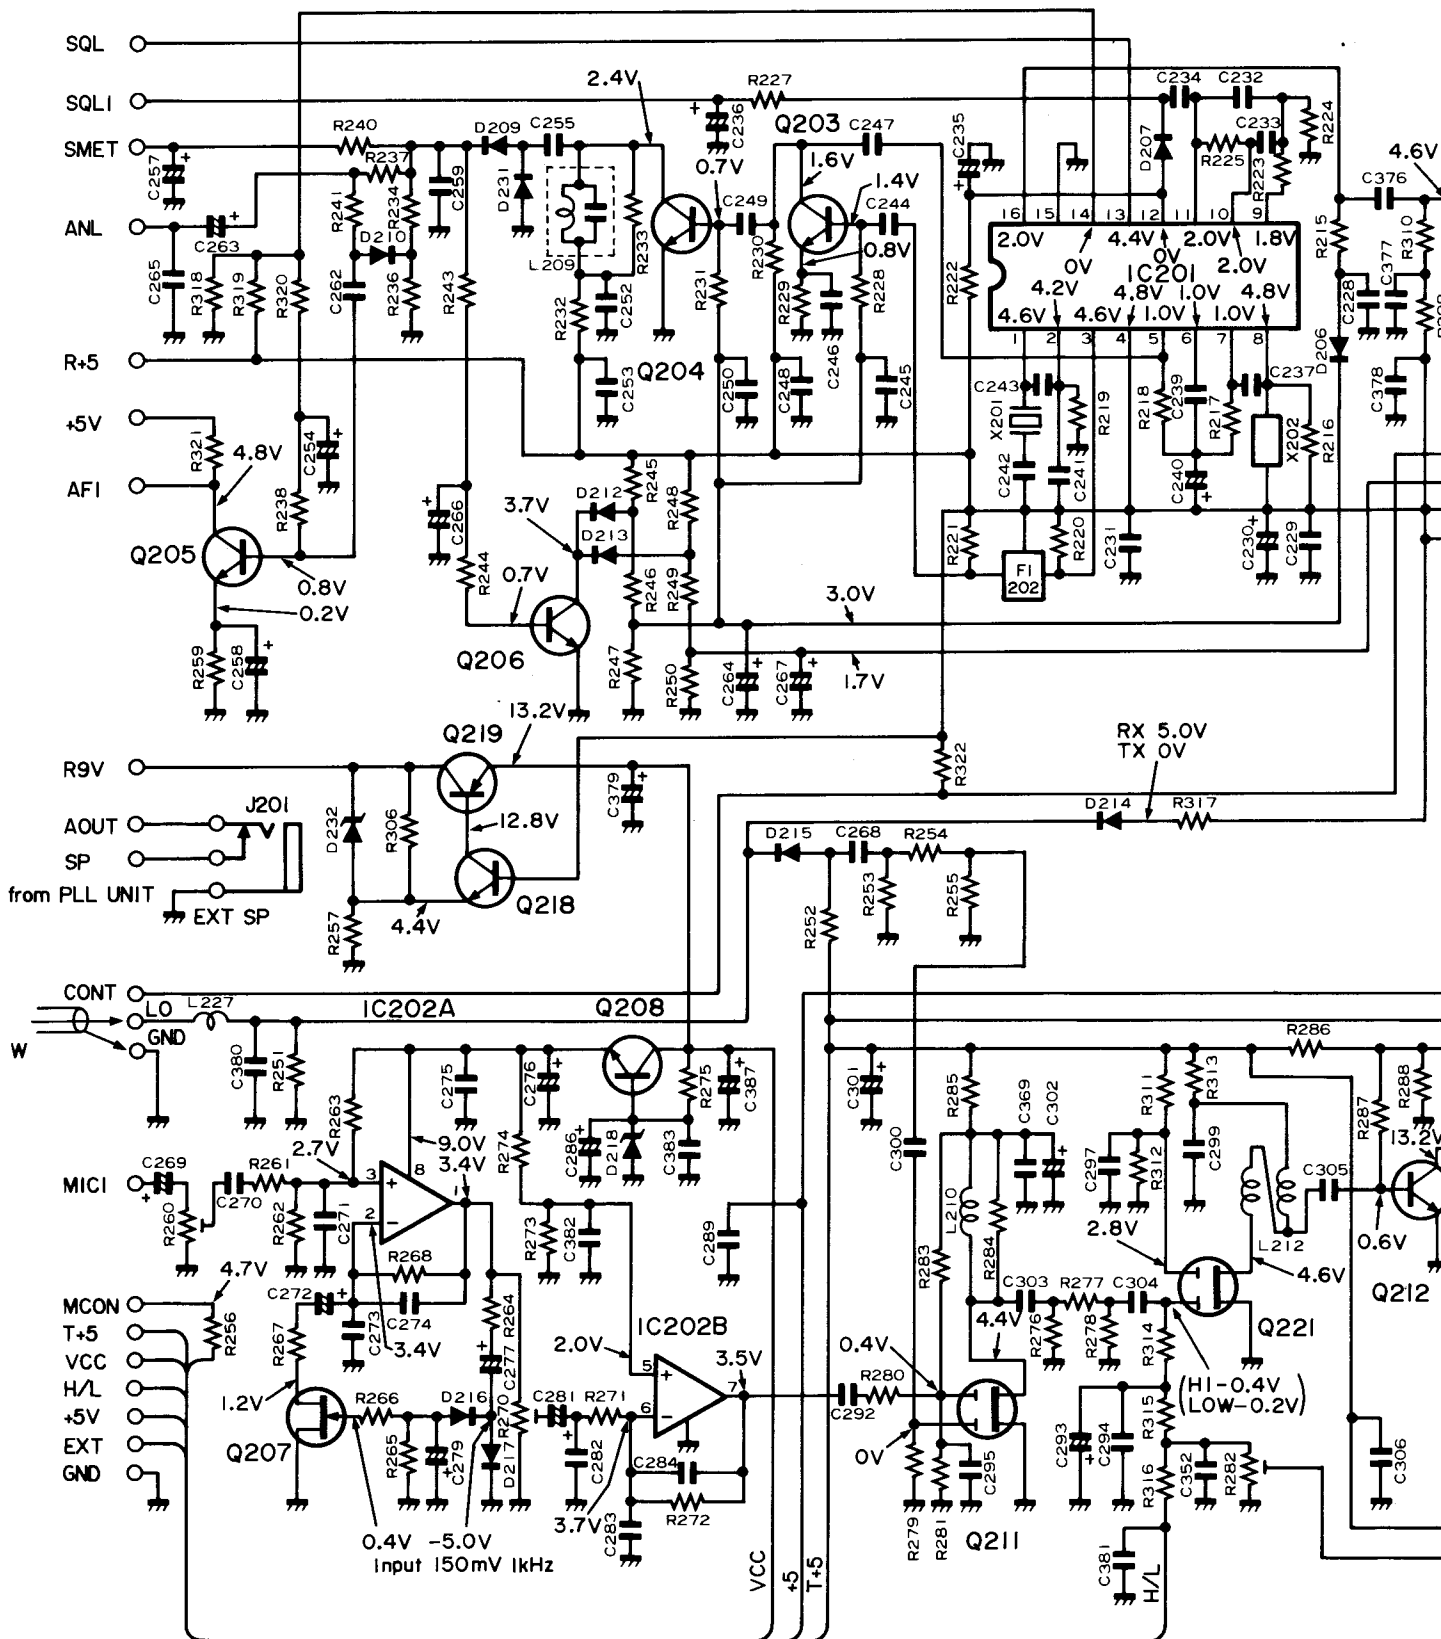 SQL
SQL1
SMET
ANL
R+5
+5V
AF1
R9V
AOUT
SP
from PLL UNIT
EXT SP
J201
CONT
LO
GND
W
MIC1
MCON
T+5
VCC
H/L
+5V
EXT
GND
2.4V
R227
C234
C232
R240
D209
C255
C236
Q203
C247
C235
D207
R225
C233
R223
R224
4.6V
C257
R237
R241
R234
C259
D231
0.7V
1.6V
1.4V
C249
C244
C376
C263
D210
L209
R233
R230
0.8V
16
15
14
13
12
11
10
9
2.0V
0V
4.4V
0V
2.0V
2.0V
1.8V
IC201
R215
R310
C377
C265
R318
R319
R320
C262
R236
R243
R232
C252
R231
R229
R228
R222
4.6V
4.2V
4.6V
4.8V
1.0V
1.0V
1.0V
4.8V
1
2
3
4
5
6
7
8
C228
D206
C246
Q204
C253
C250
C248
C245
C243
X201
R219
R218
C239
R217
C237
X202
R216
C378
R321
4.8V
C254
R238
C242
C241
C240
R245
D212
R248
3.7V
D213
C266
R244
R221
F1
202
R220
C231
C230
C229
Q205
0.8V
0.2V
0.7V
R246
R249
3.0V
R259
C258
Q206
R247
R250
C264
C267
1.7V
13.2V
Q219
RX 5.0V
TX 0V
R322
C379
D214
R317
D232
R306
12.8V
D215
C268
R254
R253
R255
Q218
R257
4.4V
R252
L227
IC202A
Q208
C380
R251
R263
C275
C276
R275
C387
C301
R285
C369
C302
R311
R313
R286
R287
R288
9.0V
3.4V
R274
C286
D218
C383
C300
C297
R312
C299
13.2V
C269
2.7V
C270
R261
3
8
1
2
R260
R262
C271
L210
L212
C305
R273
C382
C289
R283
R284
2.8V
0.6V
R268
4.7V
C272
C274
C273
3.4V
R264
4.6V
Q212
C303
R277
C304
4.4V
R276
R278
Q221
R256
R267
IC202B
2.0V
3.5V
0.4V
R314
(HI-0.4V
LOW-0.2V)
1.2V
R266
D216
C277
R270
C281
R271
5
6
7
C292
R280
R315
Q207
R265
C279
D217
C282
C284
0V
C295
C293
C294
R316
C352
R282
C306
0.4V
-5.0V
3.7V
C283
R272
R279
R281
Q211
Input 150mV 1kHz
C381
VCC
+5
T+5
H/L